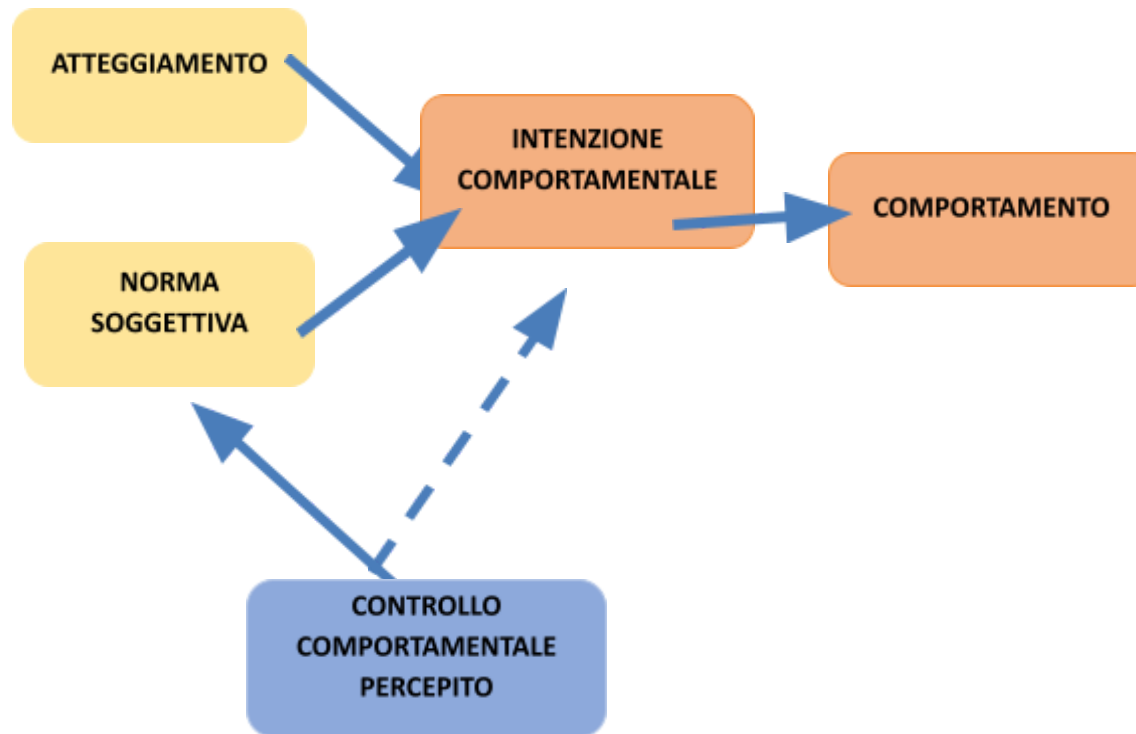 ATTEGGIAMENTO
INTENZIONE
COMPORTAMENTALE
COMPORTAMENTO
NORMA
SOGGETTIVA
CONTROLLO
COMPORTAMENTALE
PERCEPITO